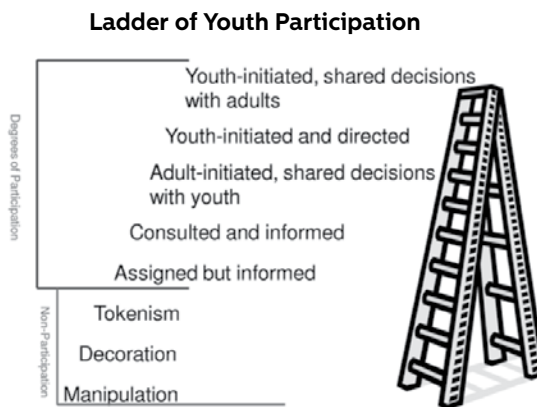 Ladder of Youth Participation
Degrees of Participation
Youth-initiated, shared decisions
with adults
Youth-initiated and directed
Adult-initiated, shared decisions
with youth
Consulted and informed
Assigned but informed
Non-Participation
Tokenism
Decoration
Manipulation